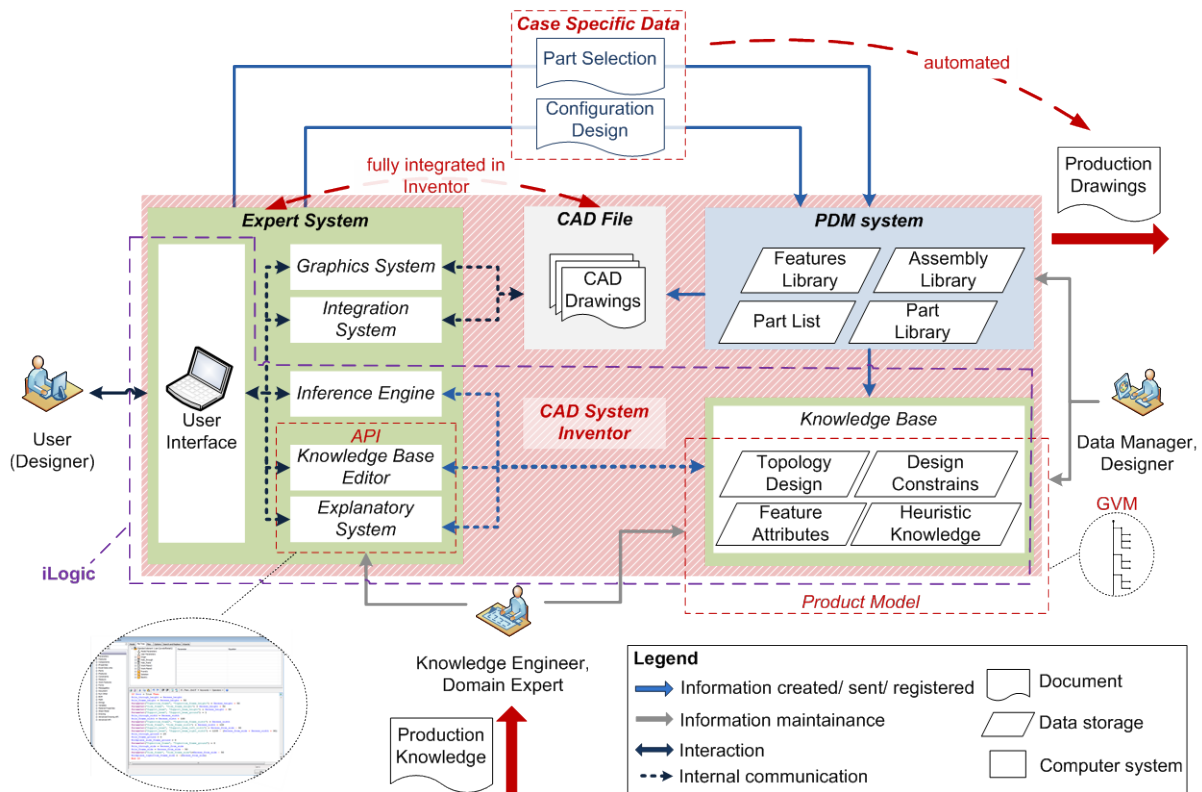 Case Specific Data
Part Selection
Configuration
Design
automated
fully integrated in
Inventor
Production
Drawings
Expert System
CAD File
PDM system
Graphics System
Integration
System
CAD
Drawings
Features
Library
Assembly
Library
Part List
Part
Library
User
Interface
Inference Engine
API
Knowledge Base
Editor
Explanatory
System
CAD System
Inventor
Knowledge Base
Topology
Design
Design
Constrains
Feature
Attributes
Heuristic
Knowledge
User
(Designer)
Data Manager,
Designer
GVM
iLogic
Product Model
Knowledge Engineer,
Domain Expert
Production
Knowledge
Legend
Information created/ sent/ registered
Information maintainance
Interaction
Internal communication
Document
Data storage
Computer system